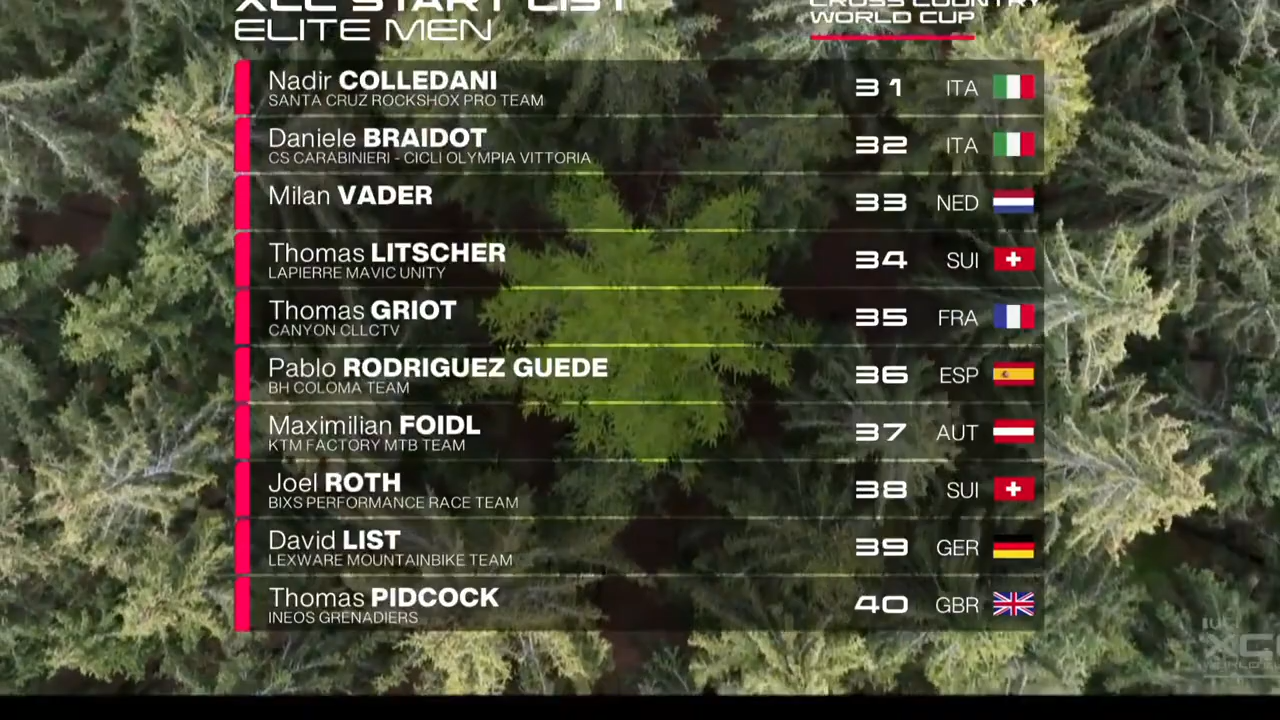 XCC START LIST
ELITE MEN
CROSS COUNTRY
WORLD CUP
Nadir COLLEDANI 31 ITA
SANTA CRUZ ROCKSHOX PRO TEAM
Daniele BRAIDOT 32 ITA
CS CARABINIERI - CICLI OLYMPIA VITTORIA
Milan VADER 33 NED
Thomas LITSCHER 34 SUI
LAPIERRE MAVIC UNITY
Thomas GRIOT 35 FRA
CANYON CLLCTV
Pablo RODRIGUEZ GUEDE 36 ESP
BH COLOMA TEAM
Maximilian FOIDL 37 AUT
KTM FACTORY MTB TEAM
Joel ROTH 38 SUI
BIXS PERFORMANCE RACE TEAM
David LIST 39 GER
LEXWARE MOUNTAINBIKE TEAM
Thomas PIDCOCK 40 GBR
INEOS GRENADIERS